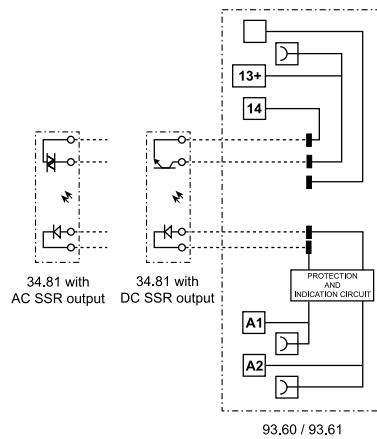 13+
14
34.81 with
AC SSR output
34.81 with
DC SSR output
PROTECTION
AND
INDICATION CIRCUIT
A1
A2
93.60 / 93.61